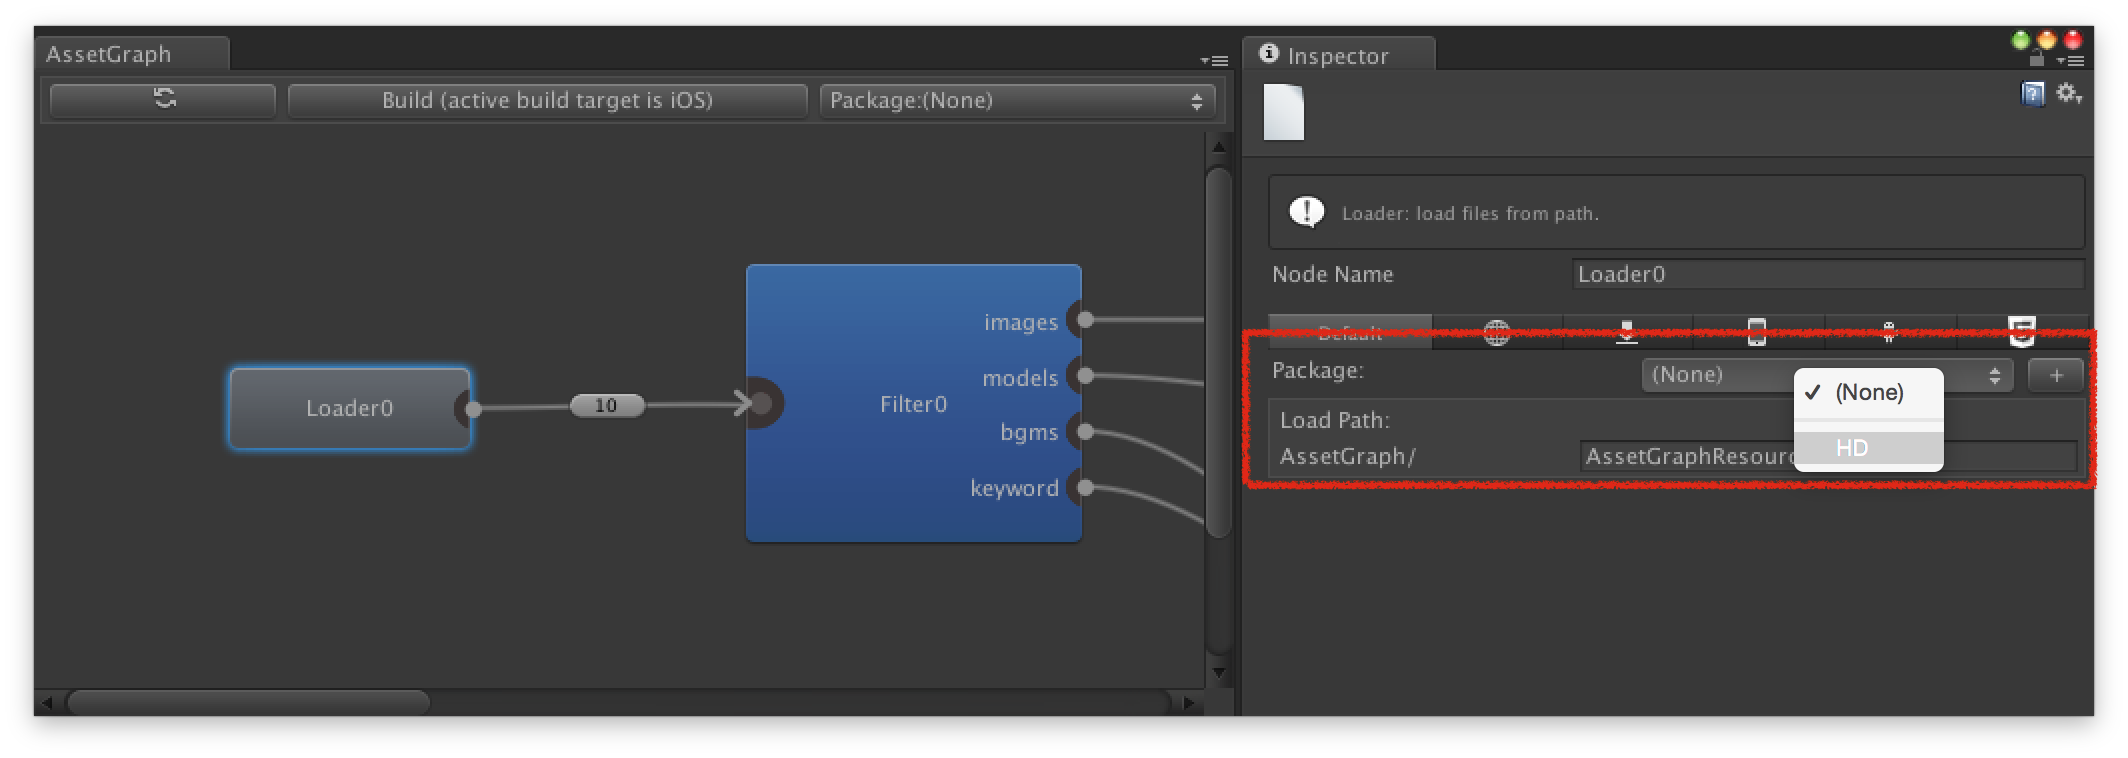 AssetGraph
Build (active build target is iOS)
Package:(None)
Loader0
10
Filter0
images
models
bgms
keyword
Inspector
Loader: load files from path.
Node Name
Loader0
Default
Package:
(None)
+
(None)
HD
Load Path:
AssetGraph/
AssetGraphResour